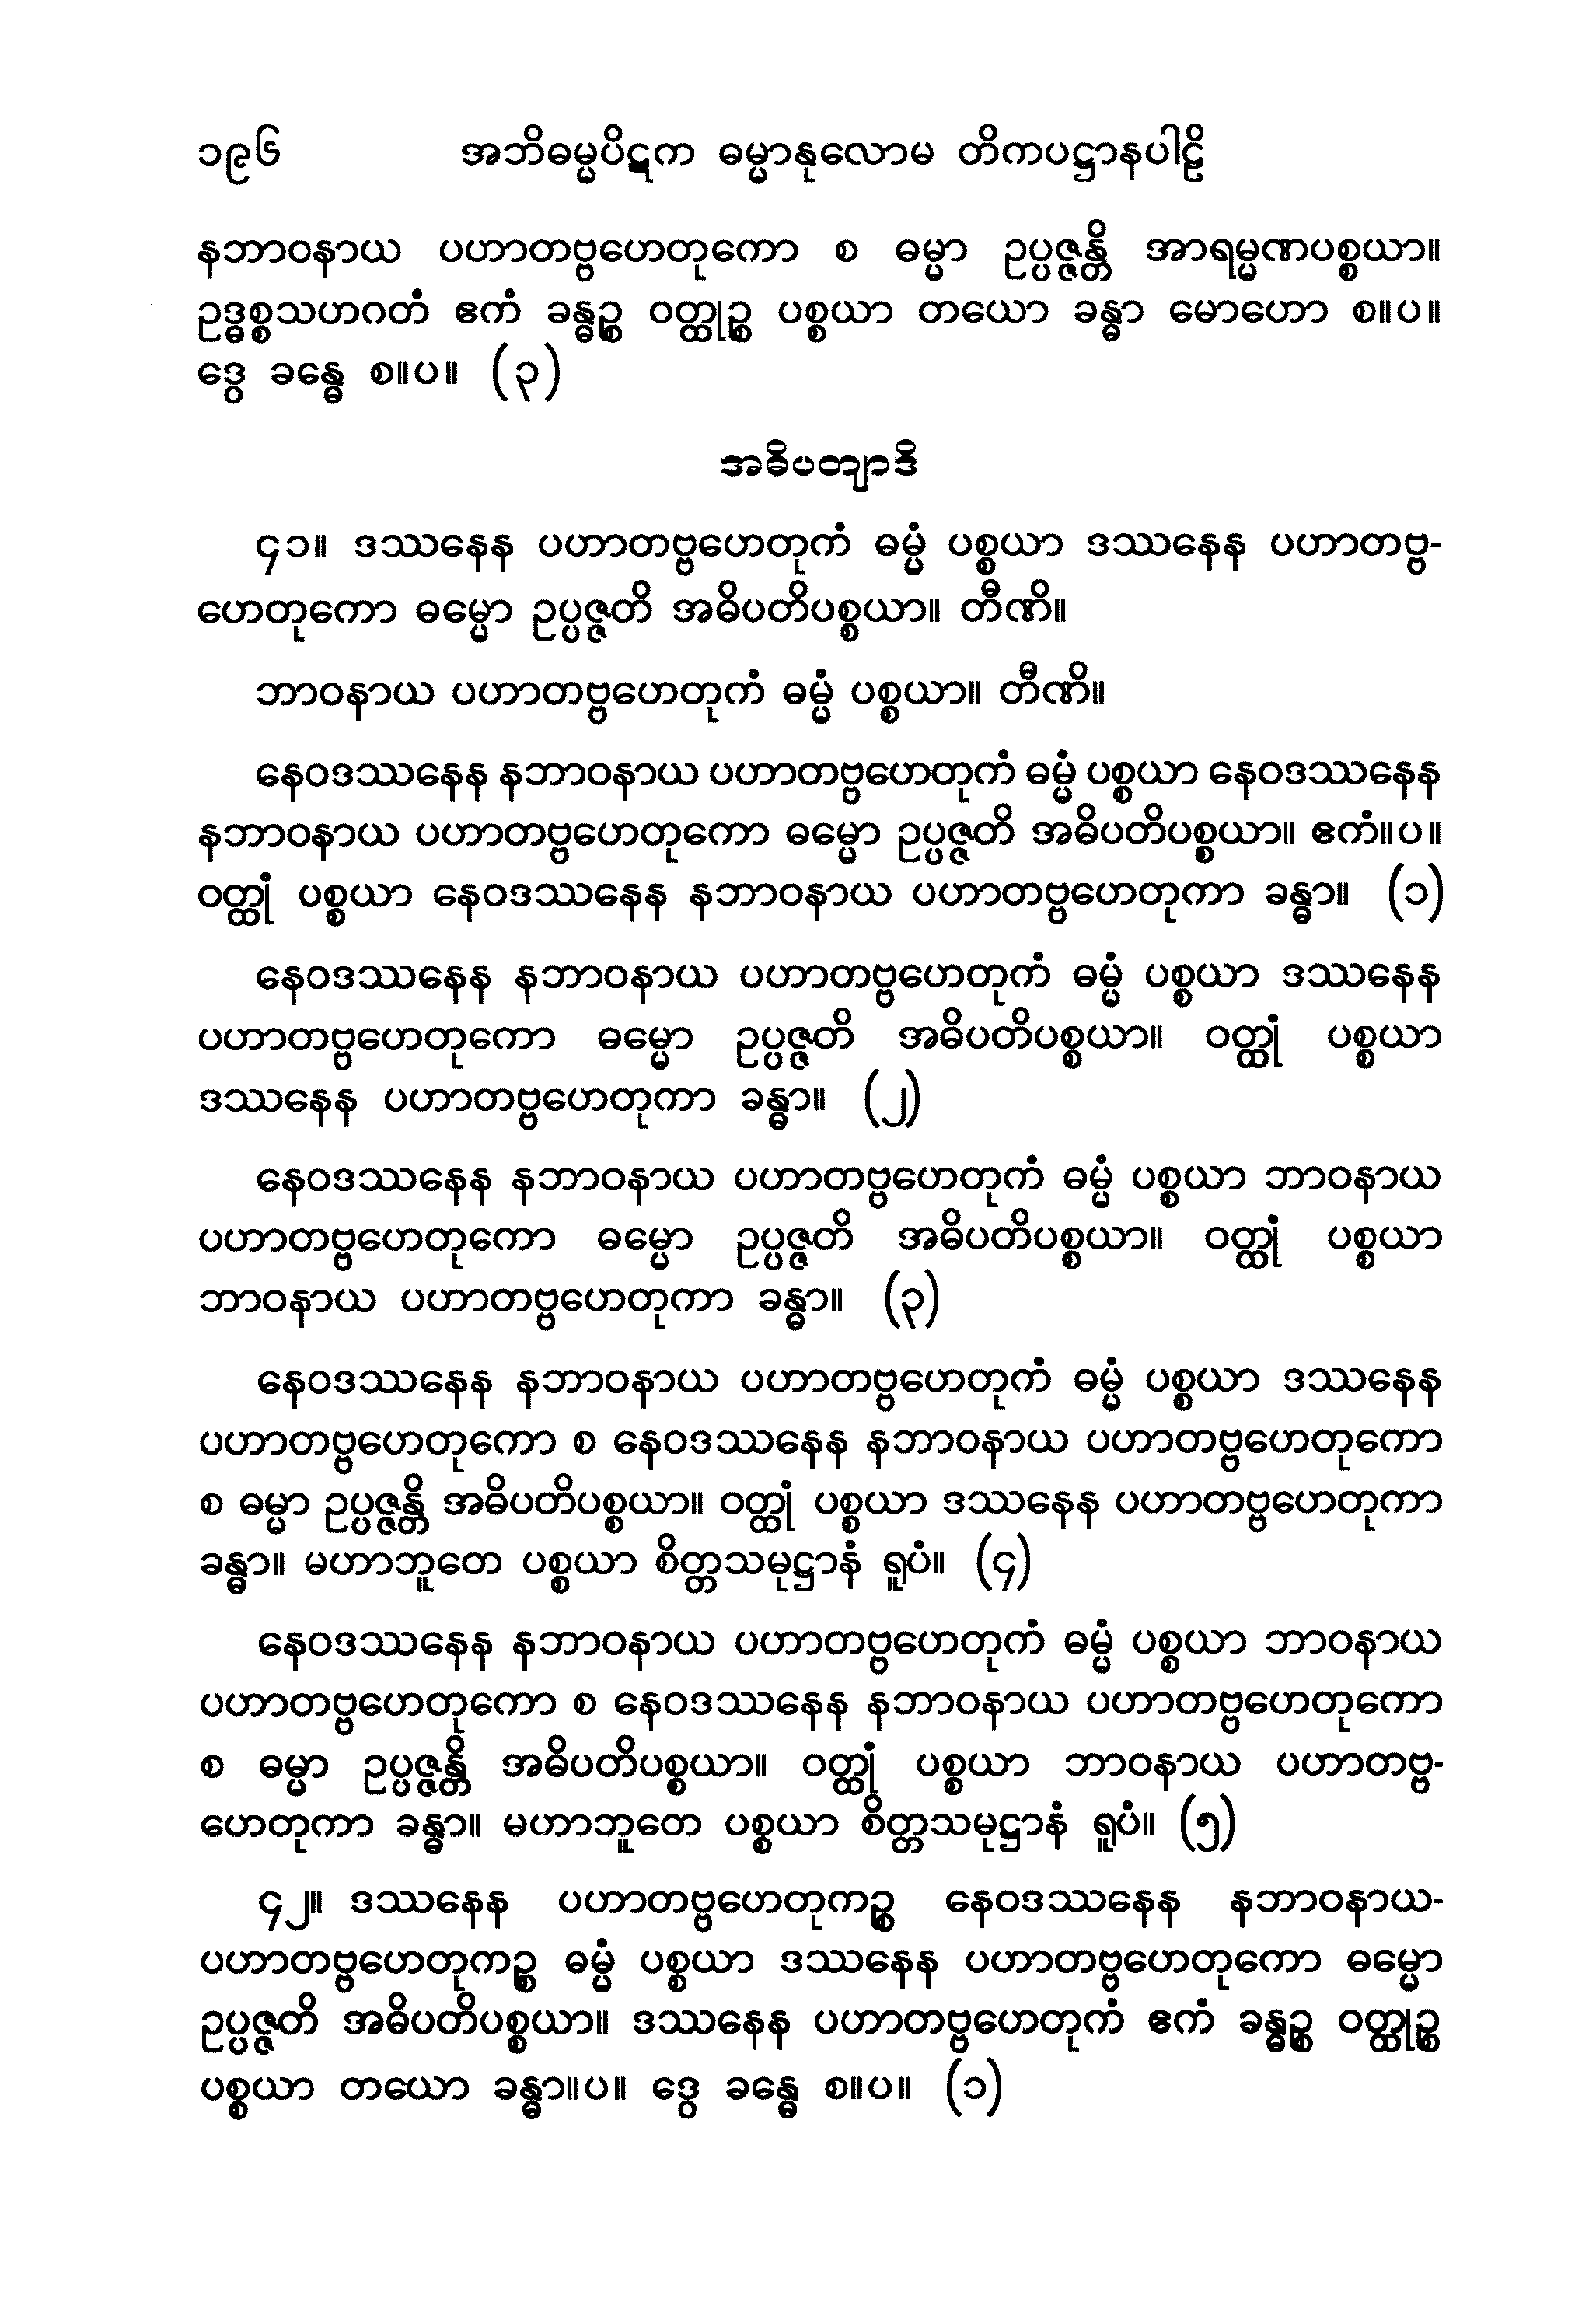 ၁၉၆ အဘိဓမ္မပိဋက ဓမ္မာနုလောမ တိကပဋ္ဌာနပါဠိ
နဘာဝနာယ ပဟာတဗ္ဗဟေတုကော စ ဓမ္မာ ဥပ္ပဇ္ဇန္တိ အာရမ္မဏပစ္စယာ။
ဥဒ္ဓစ္စသဟဂတံ ဧကံ ခန္ဓဉ္စ ဝတ္ထုဉ္စ ပစ္စယာ တယော ခန္ဓာ မောဟော စ။ပ။
ဒွေ ခန္ဓေ စ။ပ။ (၃)
အဓိပတျာဒိ
၄၁။ ဒဿနေန ပဟာတဗ္ဗဟေတုကံ ဓမ္မံ ပစ္စယာ ဒဿနေန ပဟာတဗ္ဗ-
ဟေတုကော ဓမ္မော ဥပ္ပဇ္ဇတိ အဓိပတိပစ္စယာ။ တီဏိ။
ဘာဝနာယ ပဟာတဗ္ဗဟေတုကံ ဓမ္မံ ပစ္စယာ။ တီဏိ။
နေဝဒဿနေန နဘာဝနာယ ပဟာတဗ္ဗဟေတုကံ ဓမ္မံ ပစ္စယာ နေဝဒဿနေန
နဘာဝနာယ ပဟာတဗ္ဗဟေတုကော ဓမ္မော ဥပ္ပဇ္ဇတိ အဓိပတိပစ္စယာ။ ဧကံ။ပ။
ဝတ္ထုံ ပစ္စယာ နေဝဒဿနေန နဘာဝနာယ ပဟာတဗ္ဗဟေတုကာ ခန္ဓာ။ (၁)
နေဝဒဿနေန နဘာဝနာယ ပဟာတဗ္ဗဟေတုကံ ဓမ္မံ ပစ္စယာ ဒဿနေန
ပဟာတဗ္ဗဟေတုကော ဓမ္မော ဥပ္ပဇ္ဇတိ အဓိပတိပစ္စယာ။ ဝတ္ထုံ ပစ္စယာ
ဒဿနေန ပဟာတဗ္ဗဟေတုကာ ခန္ဓာ။ (၂)
နေဝဒဿနေန နဘာဝနာယ ပဟာတဗ္ဗဟေတုကံ ဓမ္မံ ပစ္စယာ ဘာဝနာယ
ပဟာတဗ္ဗဟေတုကော ဓမ္မော ဥပ္ပဇ္ဇတိ အဓိပတိပစ္စယာ။ ဝတ္ထုံ ပစ္စယာ
ဘာဝနာယ ပဟာတဗ္ဗဟေတုကာ ခန္ဓာ။ (၃)
နေဝဒဿနေန နဘာဝနာယ ပဟာတဗ္ဗဟေတုကံ ဓမ္မံ ပစ္စယာ ဒဿနေန
ပဟာတဗ္ဗဟေတုကော စ နေဝဒဿနေန နဘာဝနာယ ပဟာတဗ္ဗဟေတုကော
စ ဓမ္မာ ဥပ္ပဇ္ဇန္တိ အဓိပတိပစ္စယာ။ ဝတ္ထုံ ပစ္စယာ ဒဿနေန ပဟာတဗ္ဗဟေတုကာ
ခန္ဓာ။ မဟာဘူတေ ပစ္စယာ စိတ္တသမုဋ္ဌာနံ ရူပံ။ (၄)
နေဝဒဿနေန နဘာဝနာယ ပဟာတဗ္ဗဟေတုကံ ဓမ္မံ ပစ္စယာ ဘာဝနာယ
ပဟာတဗ္ဗဟေတုကော စ နေဝဒဿနေန နဘာဝနာယ ပဟာတဗ္ဗဟေတုကော
စ ဓမ္မာ ဥပ္ပဇ္ဇန္တိ အဓိပတိပစ္စယာ။ ဝတ္ထုံ ပစ္စယာ ဘာဝနာယ ပဟာတဗ္ဗ-
ဟေတုကာ ခန္ဓာ။ မဟာဘူတေ ပစ္စယာ စိတ္တသမုဋ္ဌာနံ ရူပံ။ (၅)
၄၂။ ဒဿနေန ပဟာတဗ္ဗဟေတုကဉ္စ နေဝဒဿနေန နဘာဝနာယ-
ပဟာတဗ္ဗဟေတုကဉ္စ ဓမ္မံ ပစ္စယာ ဒဿနေန ပဟာတဗ္ဗဟေတုကော ဓမ္မော
ဥပ္ပဇ္ဇတိ အဓိပတိပစ္စယာ။ ဒဿနေန ပဟာတဗ္ဗဟေတုကံ ဧကံ ခန္ဓဉ္စ ဝတ္ထုဉ္စ
ပစ္စယာ တယော ခန္ဓာ။ပ။ ဒွေ ခန္ဓေ စ။ပ။ (၁)